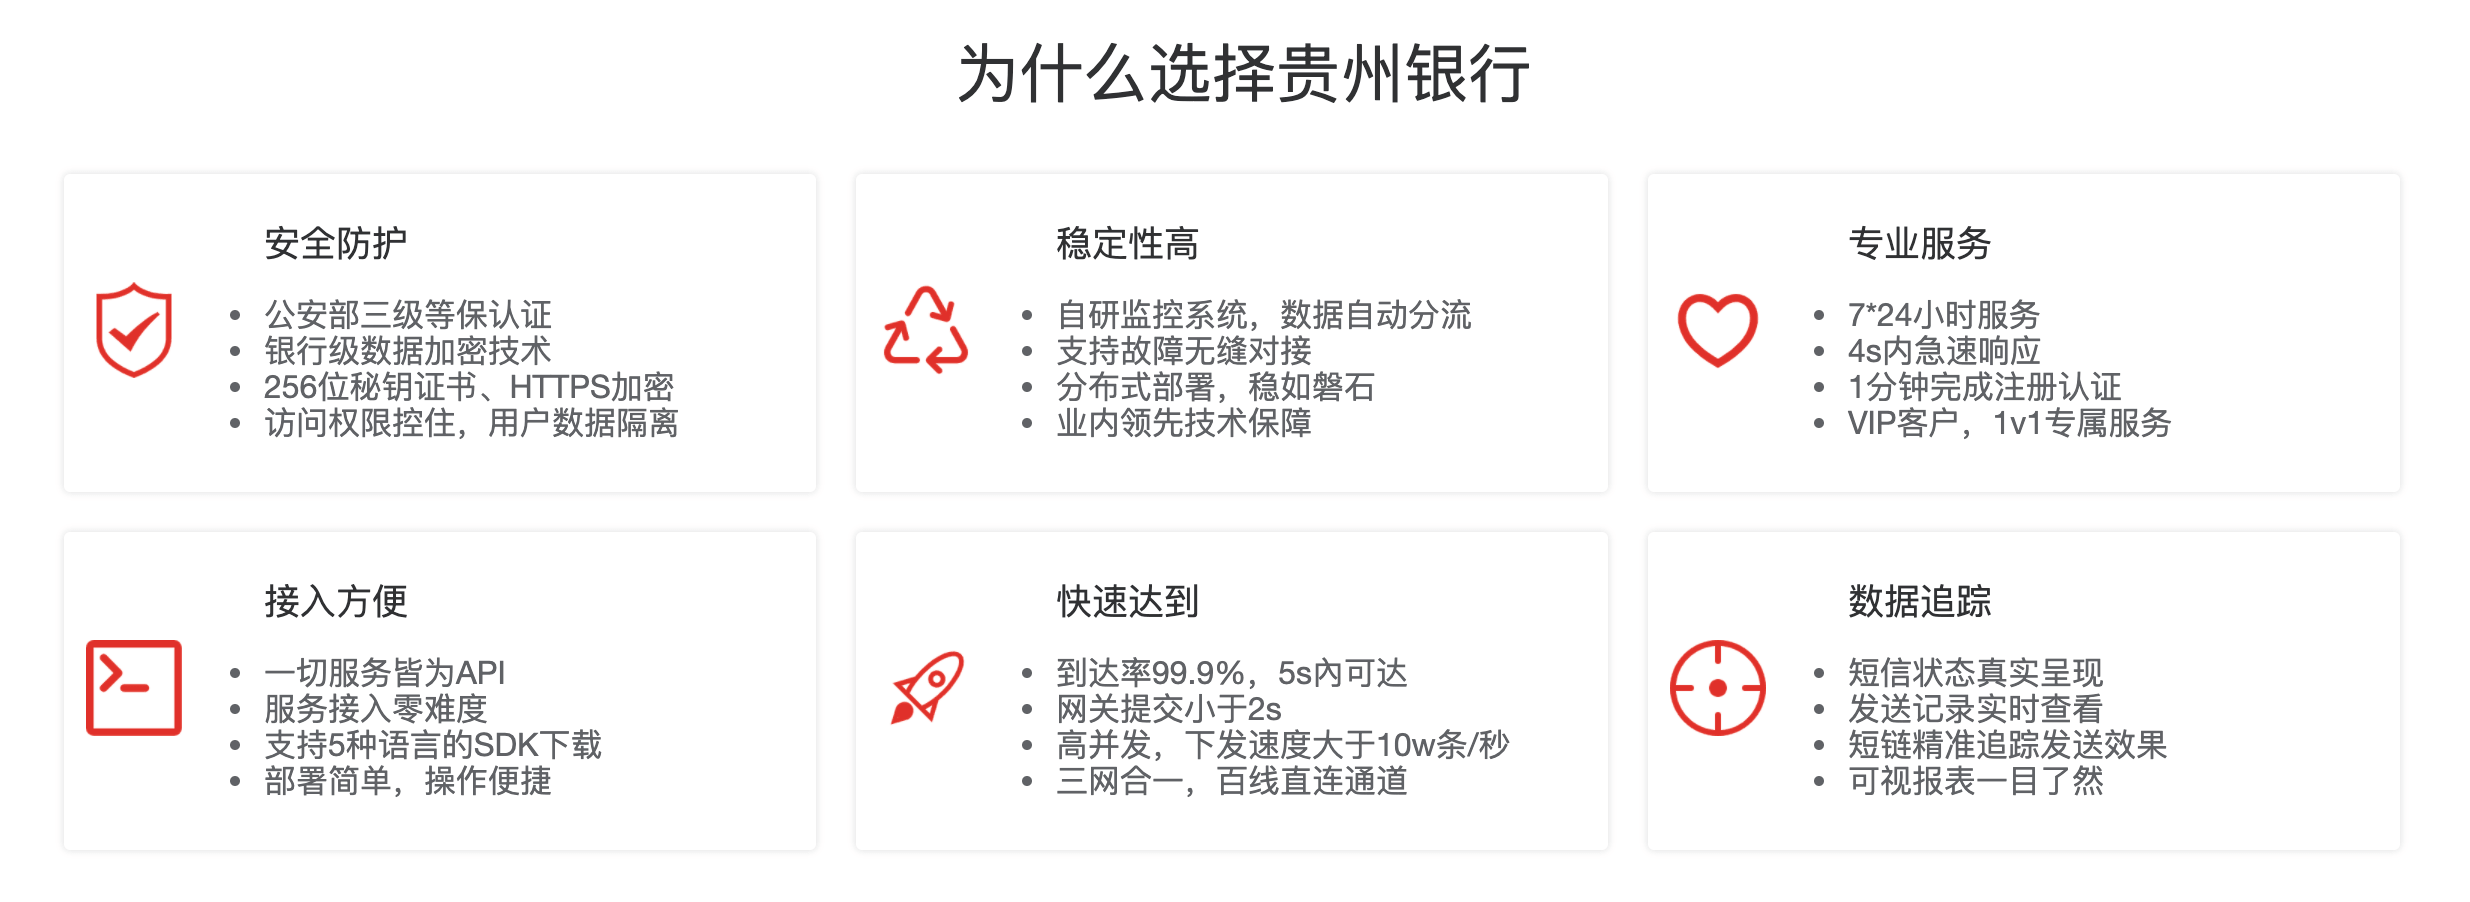 为什么选择贵州银行
安全防护
公安部三级等保认证
银行级数据加密技术
256位秘钥证书、HTTPS加密
访问权限控住，用户数据隔离
稳定性高
自研监控系统，数据自动分流
支持故障无缝对接
分布式部署，稳如磐石
业内领先技术保障
专业服务
7*24小时服务
4s内急速响应
1分钟完成注册认证
VIP客户，1v1专属服务
接入方便
一切服务皆为API
服务接入零难度
支持5种语言的SDK下载
部署简单，操作便捷
快速达到
到达率99.9%，5s內可达
网关提交小于2s
高并发，下发速度大于10w条/秒
三网合一，百线直连通道
数据追踪
短信状态真实呈现
发送记录实时查看
短链精准追踪发送效果
可视报表一目了然